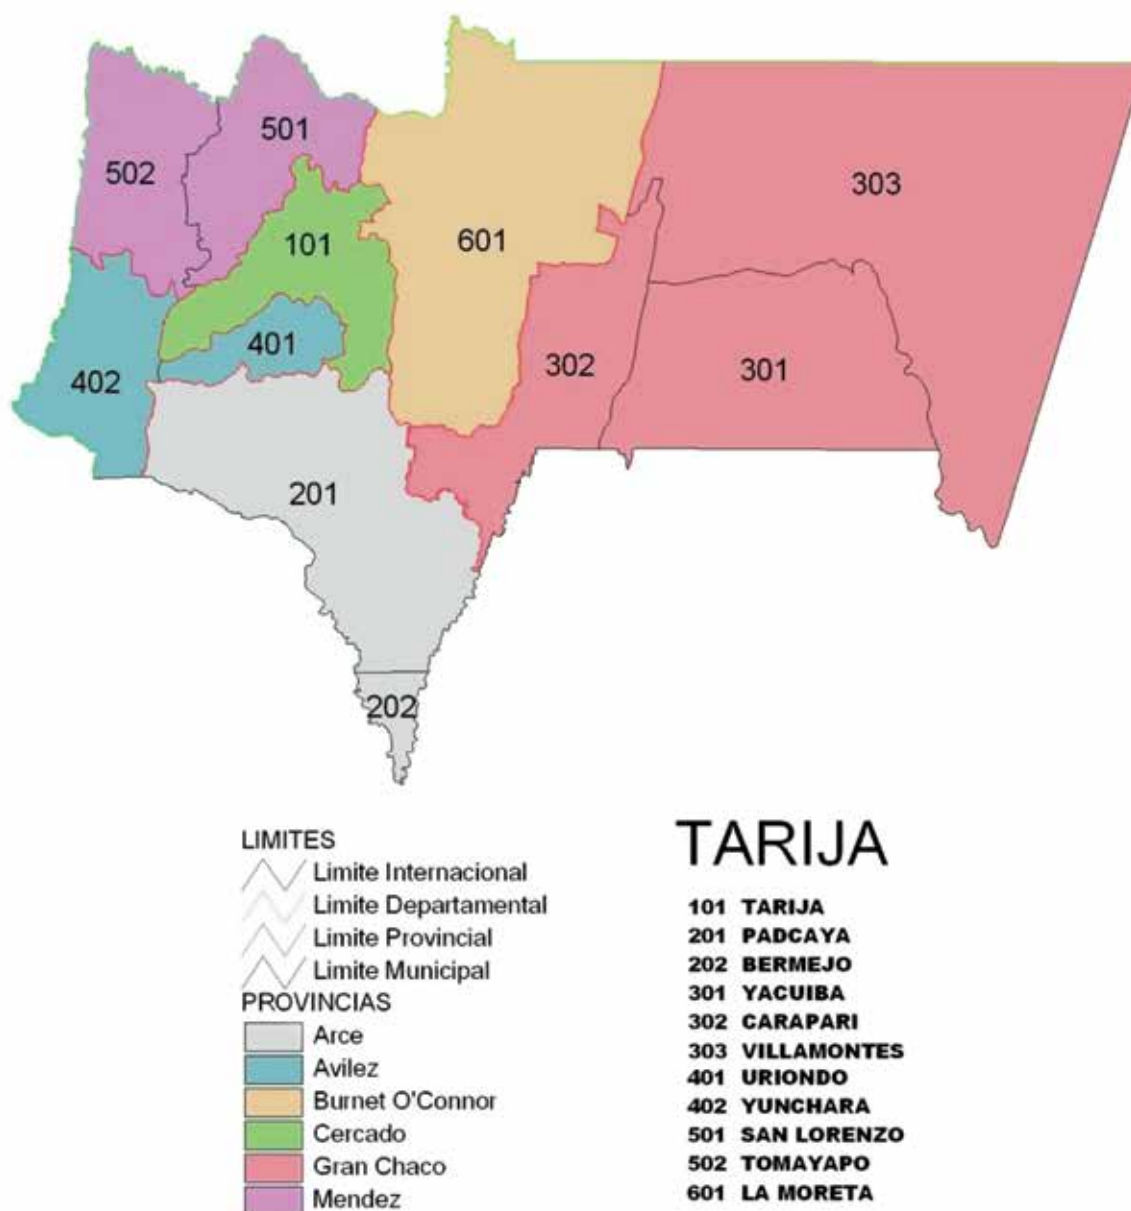 501
502
303
101
601
401
302
301
402
201
202
LIMITES
Limite Internacional
Limite Departamental
Limite Provincial
Limite Municipal
PROVINCIAS
Arce
Avilez
Burnet O'Connor
Cercado
Gran Chaco
Mendez
TARIJA
101 TARIJA
201 PADCAYA
202 BERMEJO
301 YACUIBA
302 CARAPARI
303 VILLAMONTES
401 URIONDO
402 YUNCHARA
501 SAN LORENZO
502 TOMAYAPO
601 LA MORETA